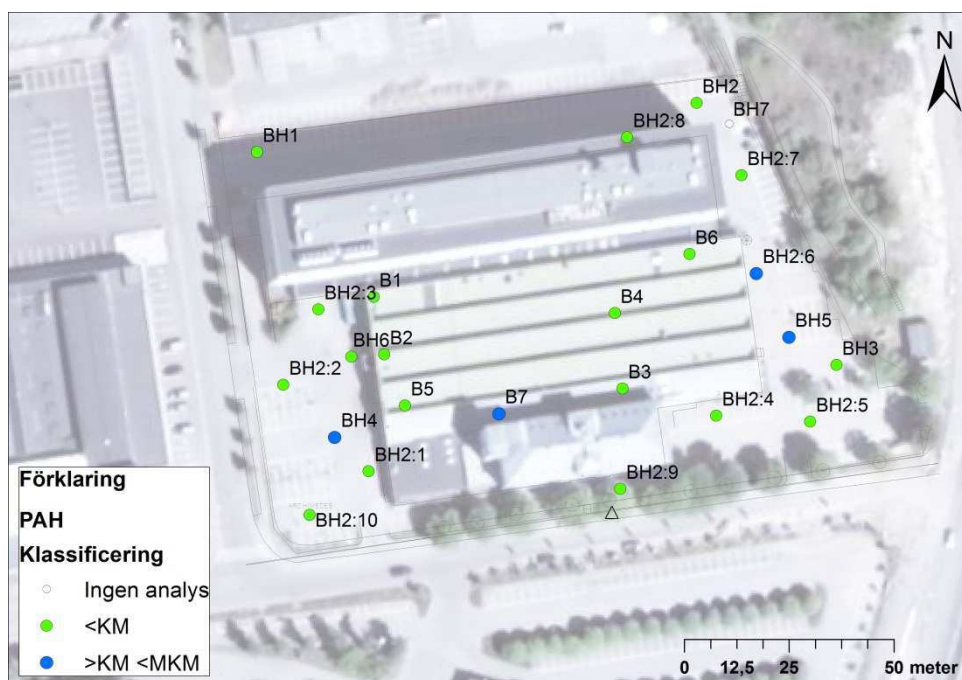 N
BH2
BH7
BH2:8
BH1
BH2:7
B6
BH2:6
B1
BH2:3
B4
BH5
BH6
B2
BH3
BH2:2
B3
B5
B7
BH2:4
BH2:5
BH4
BH2:1
BH2:9
BH2:10
Förklaring
PAH
Klassificering
Ingen analys
<KM
>KM <MKM
0 12,5 25 50 meter